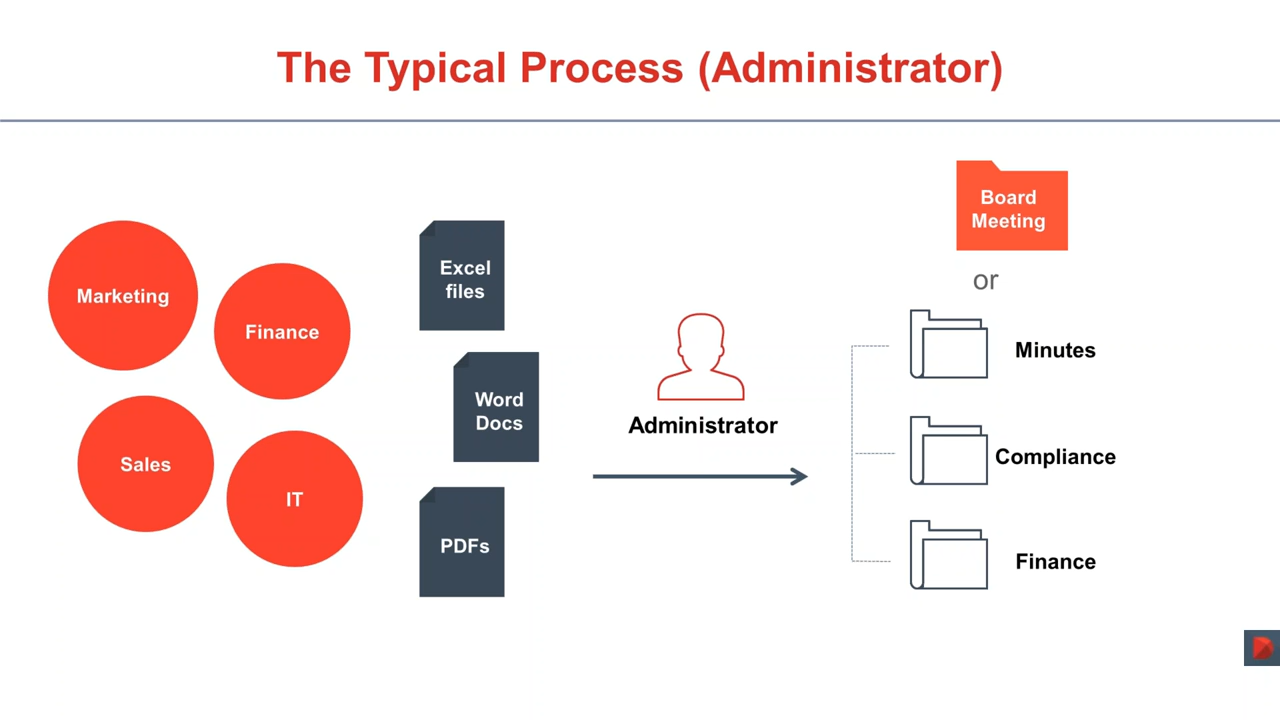 The Typical Process (Administrator)
Marketing
Finance
Sales
IT
Excel
files
Word
Docs
PDFs
Administrator
Board
Meeting
or
Minutes
Compliance
Finance